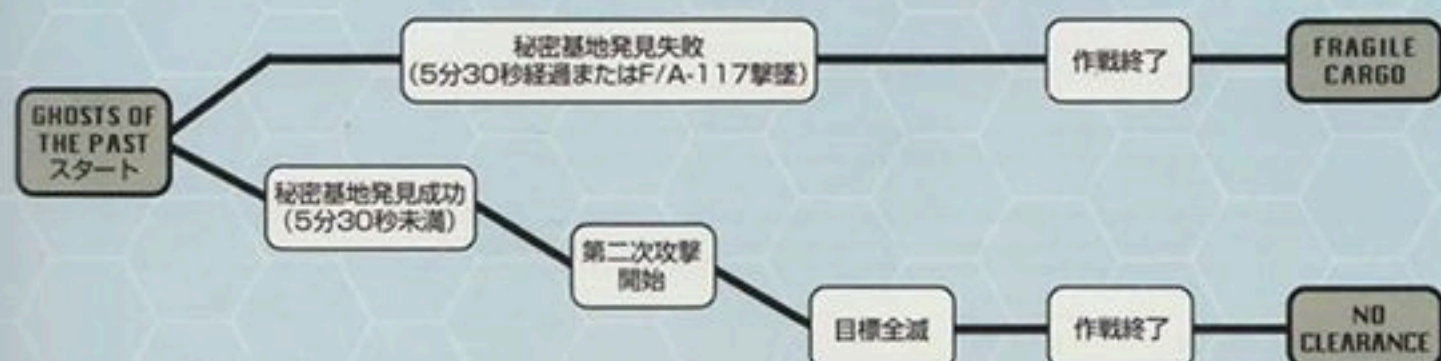 GHOSTS OF
THE PAST
スタート
秘密基地発見失敗
(5分30秒経過またはF/A-117撃墜)
作戦終了
FRAGILE
CARGO
秘密基地発見成功
(5分30秒未満)
第二次攻撃
開始
目標全滅
作戦終了
NO
CLEARANCE